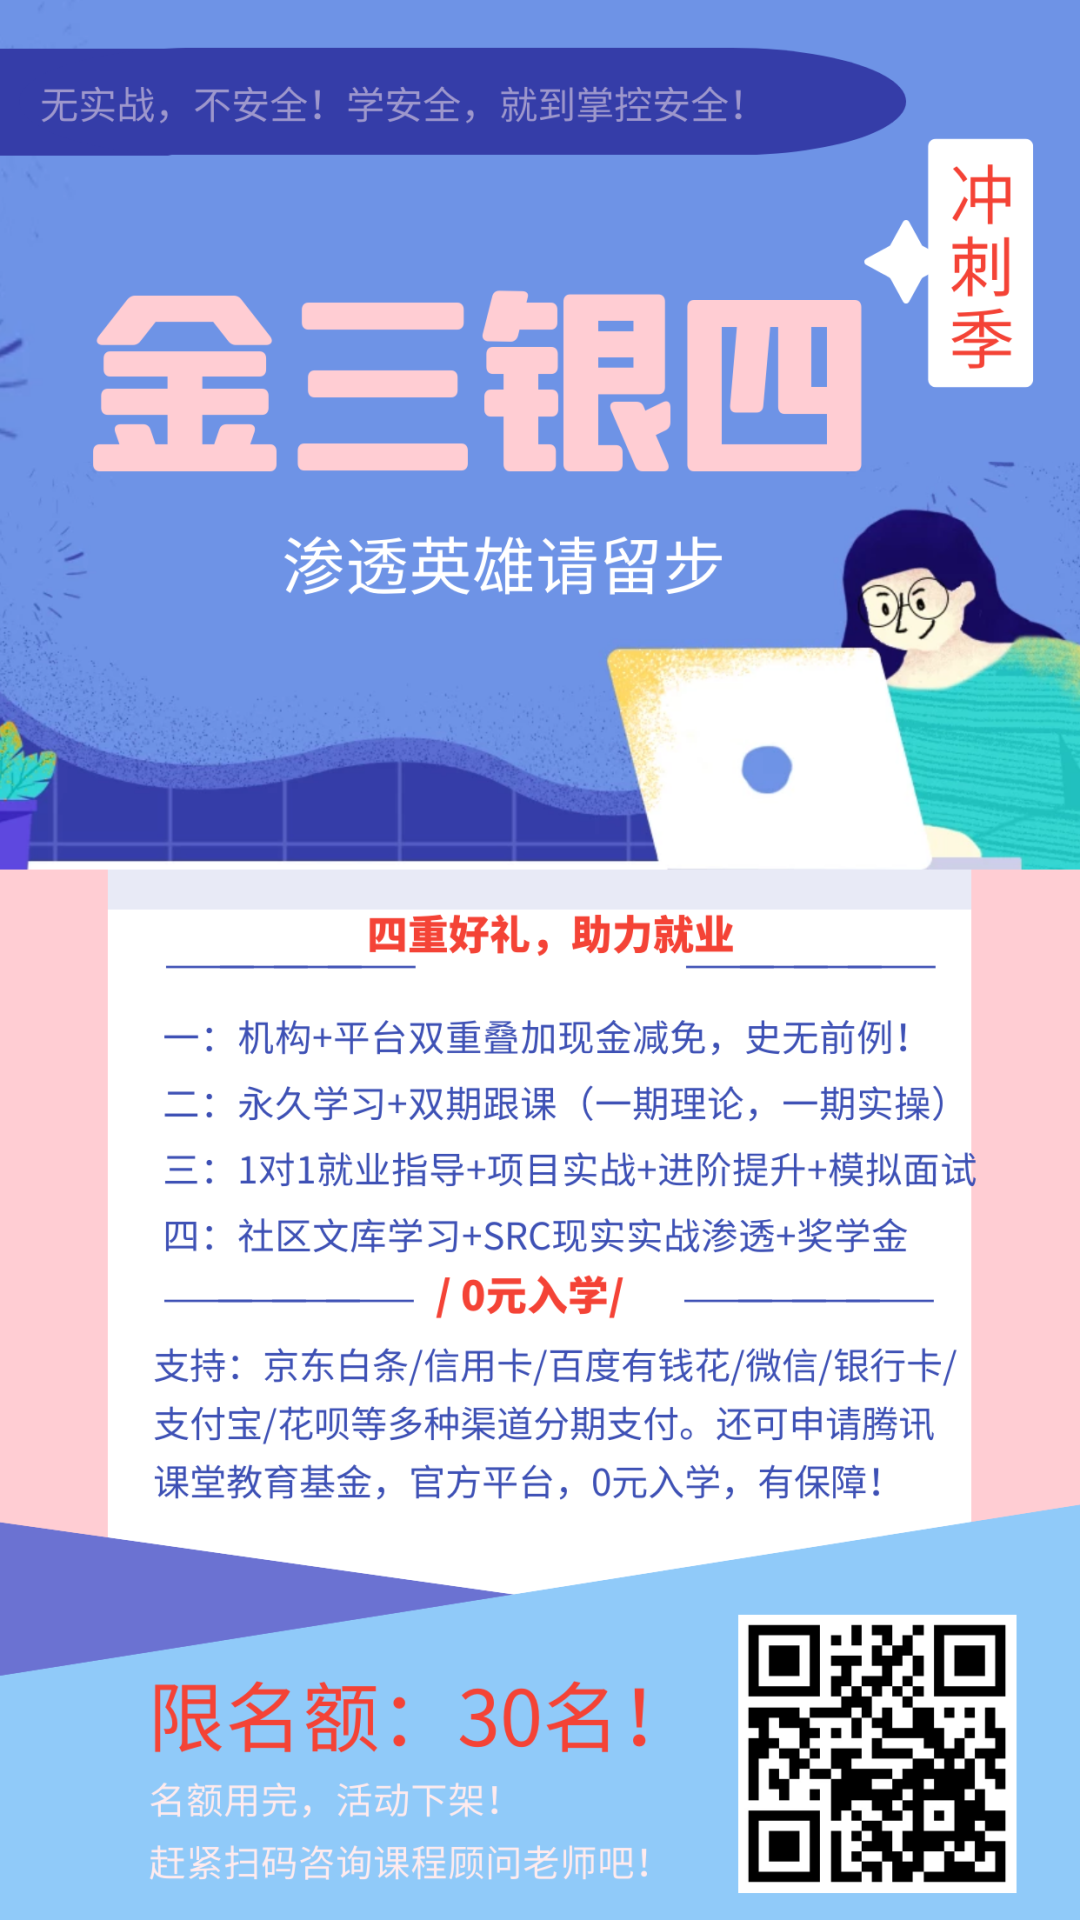 无实战，不安全！学安全，就到掌控安全！
冲刺季
金三银四
渗透英雄请留步
四重好礼，助力就业
一：机构+平台双重叠加现金减免，史无前例！
二：永久学习+双期跟课（一期理论，一期实操）
三：1对1就业指导+项目实战+进阶提升+模拟面试
四：社区文库学习+SRC现实实战渗透+奖学金
/ 0元入学/
支持：京东白条/信用卡/百度有钱花/微信/银行卡/
支付宝/花呗等多种渠道分期支付。还可申请腾讯
课堂教育基金，官方平台，0元入学，有保障！
限名额：30名！
名额用完，活动下架！
赶紧扫码咨询课程顾问老师吧！